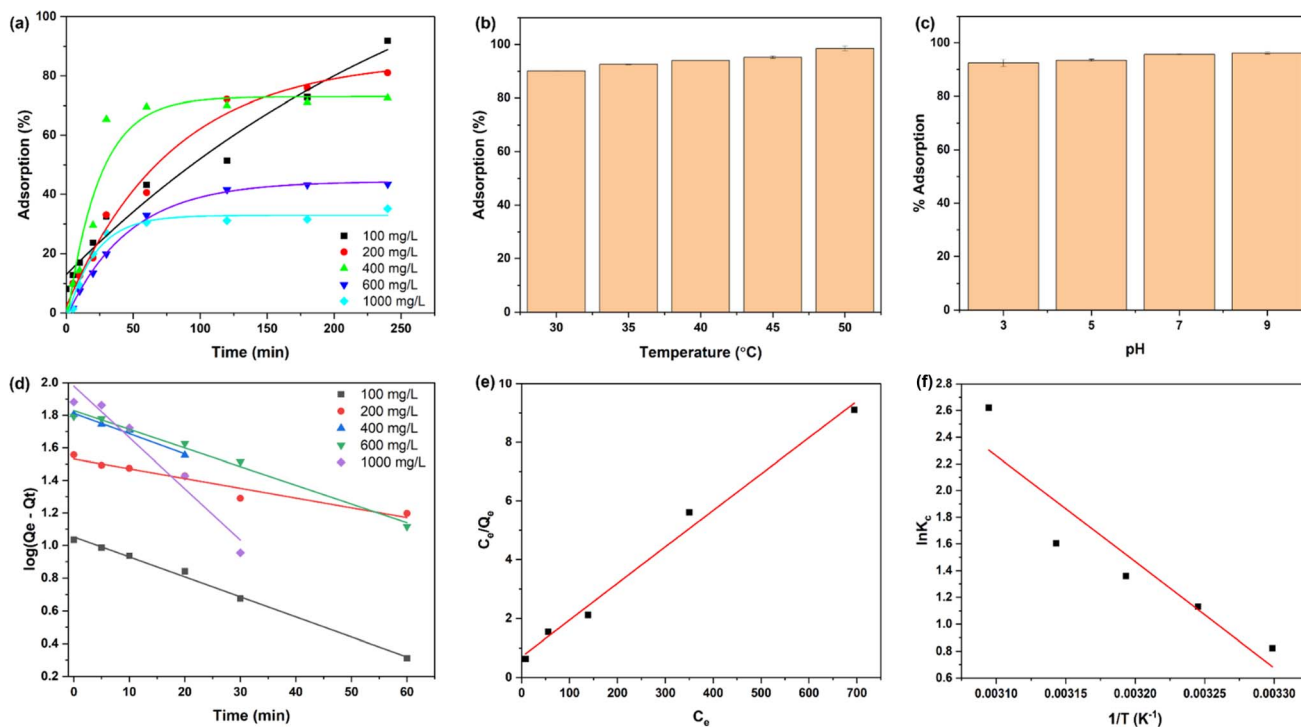 (a)
Adsorption (%)
100
80
60
40
20
0
0 50 100 150 200 250
Time (min)
100 mg/L
200 mg/L
400 mg/L
600 mg/L
1000 mg/L
(b)
Adsorption (%)
100
80
60
40
20
0
30 35 40 45 50
Temperature (°C)
(c)
% Adsorption
100
80
60
40
20
0
3 5 7 9
pH
(d)
log(Qe - Qt)
2.0
1.8
1.6
1.4
1.2
1.0
0.8
0.6
0.4
0.2
0 10 20 30 40 50 60
Time (min)
100 mg/L
200 mg/L
400 mg/L
600 mg/L
1000 mg/L
(e)
Ce/Qe
10
8
6
4
2
0
0 100 200 300 400 500 600 700 800
Ce
(f)
lnKc
2.8
2.6
2.4
2.2
2.0
1.8
1.6
1.4
1.2
1.0
0.8
0.6
0.00310 0.00315 0.00320 0.00325 0.00330
1/T (K-1)